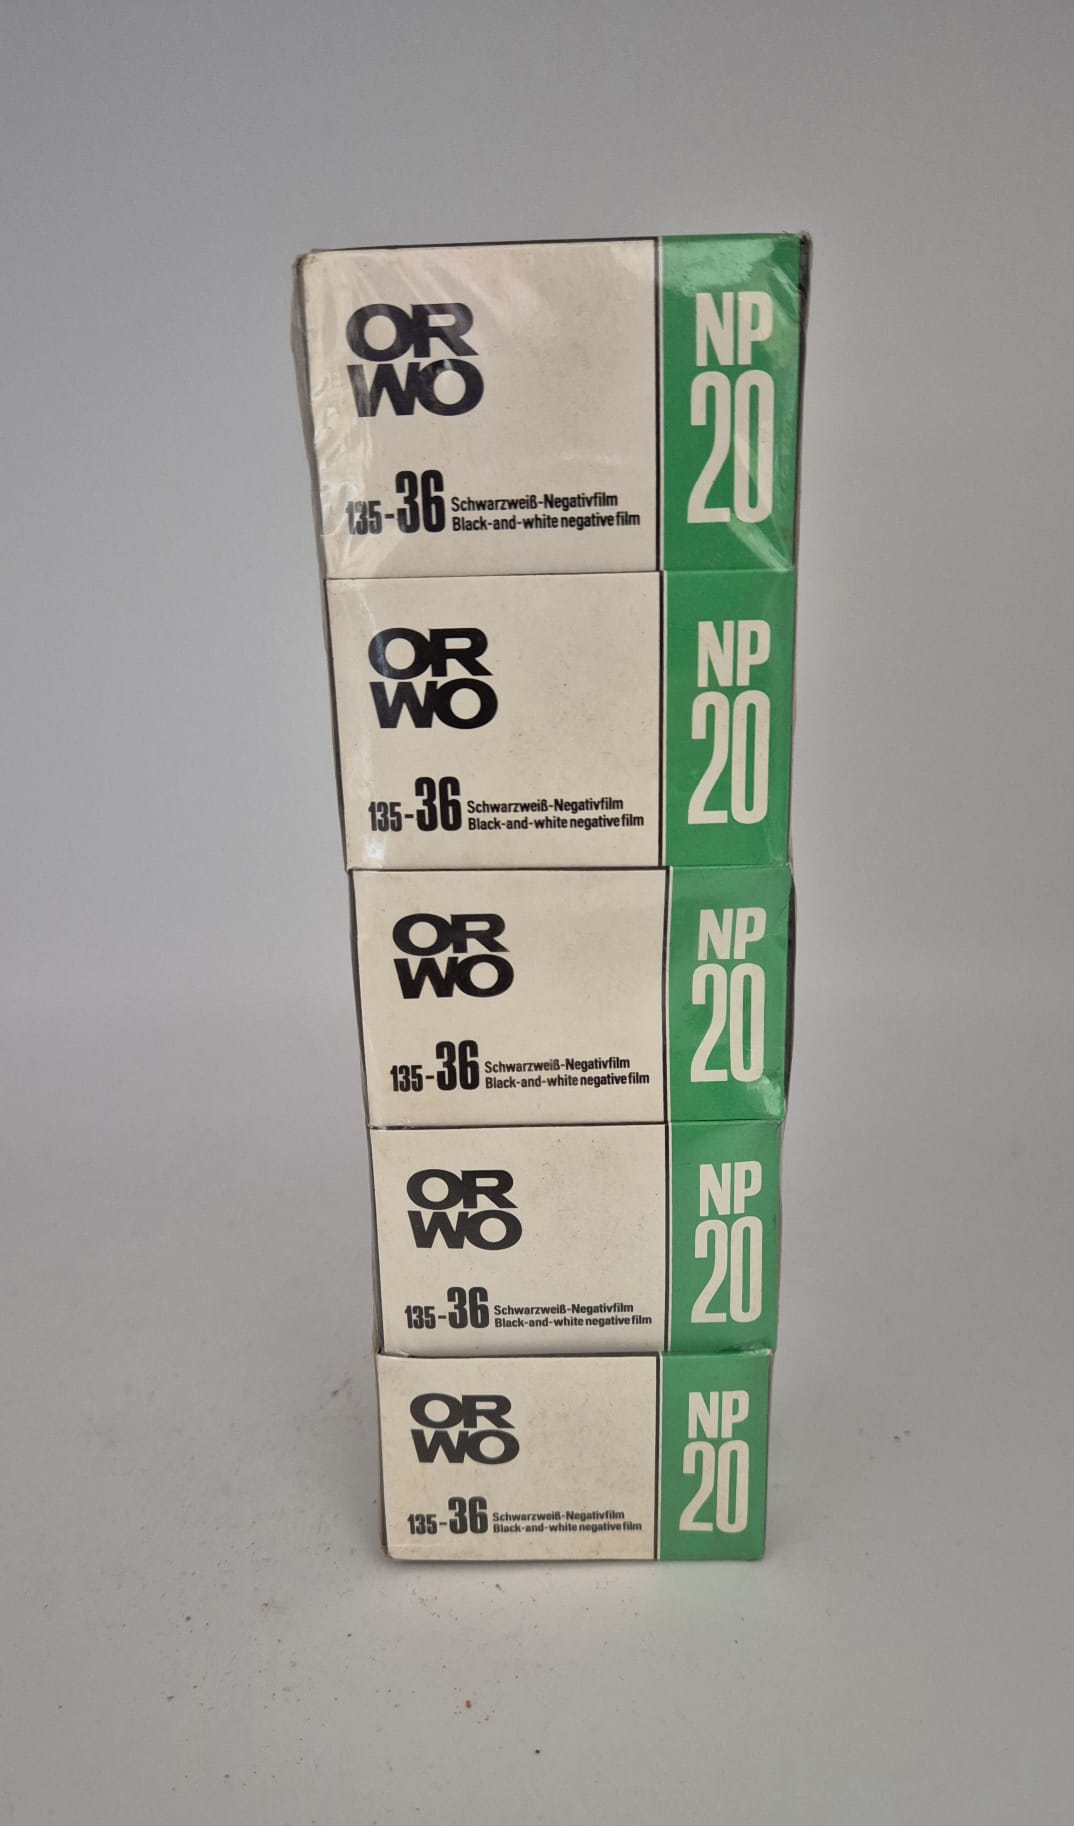 OR
WO
135-36 Schwarzweiß-Negativfilm
Black-and-white negative film
NP
20
OR
WO
135-36 Schwarzweiß-Negativfilm
Black-and-white negative film
NP
20
OR
WO
135-36 Schwarzweiß-Negativfilm
Black-and-white negative film
NP
20
OR
WO
135-36 Schwarzweiß-Negativfilm
Black-and-white negative film
NP
20
OR
WO
135-36 Schwarzweiß-Negativfilm
Black-and-white negative film
NP
20